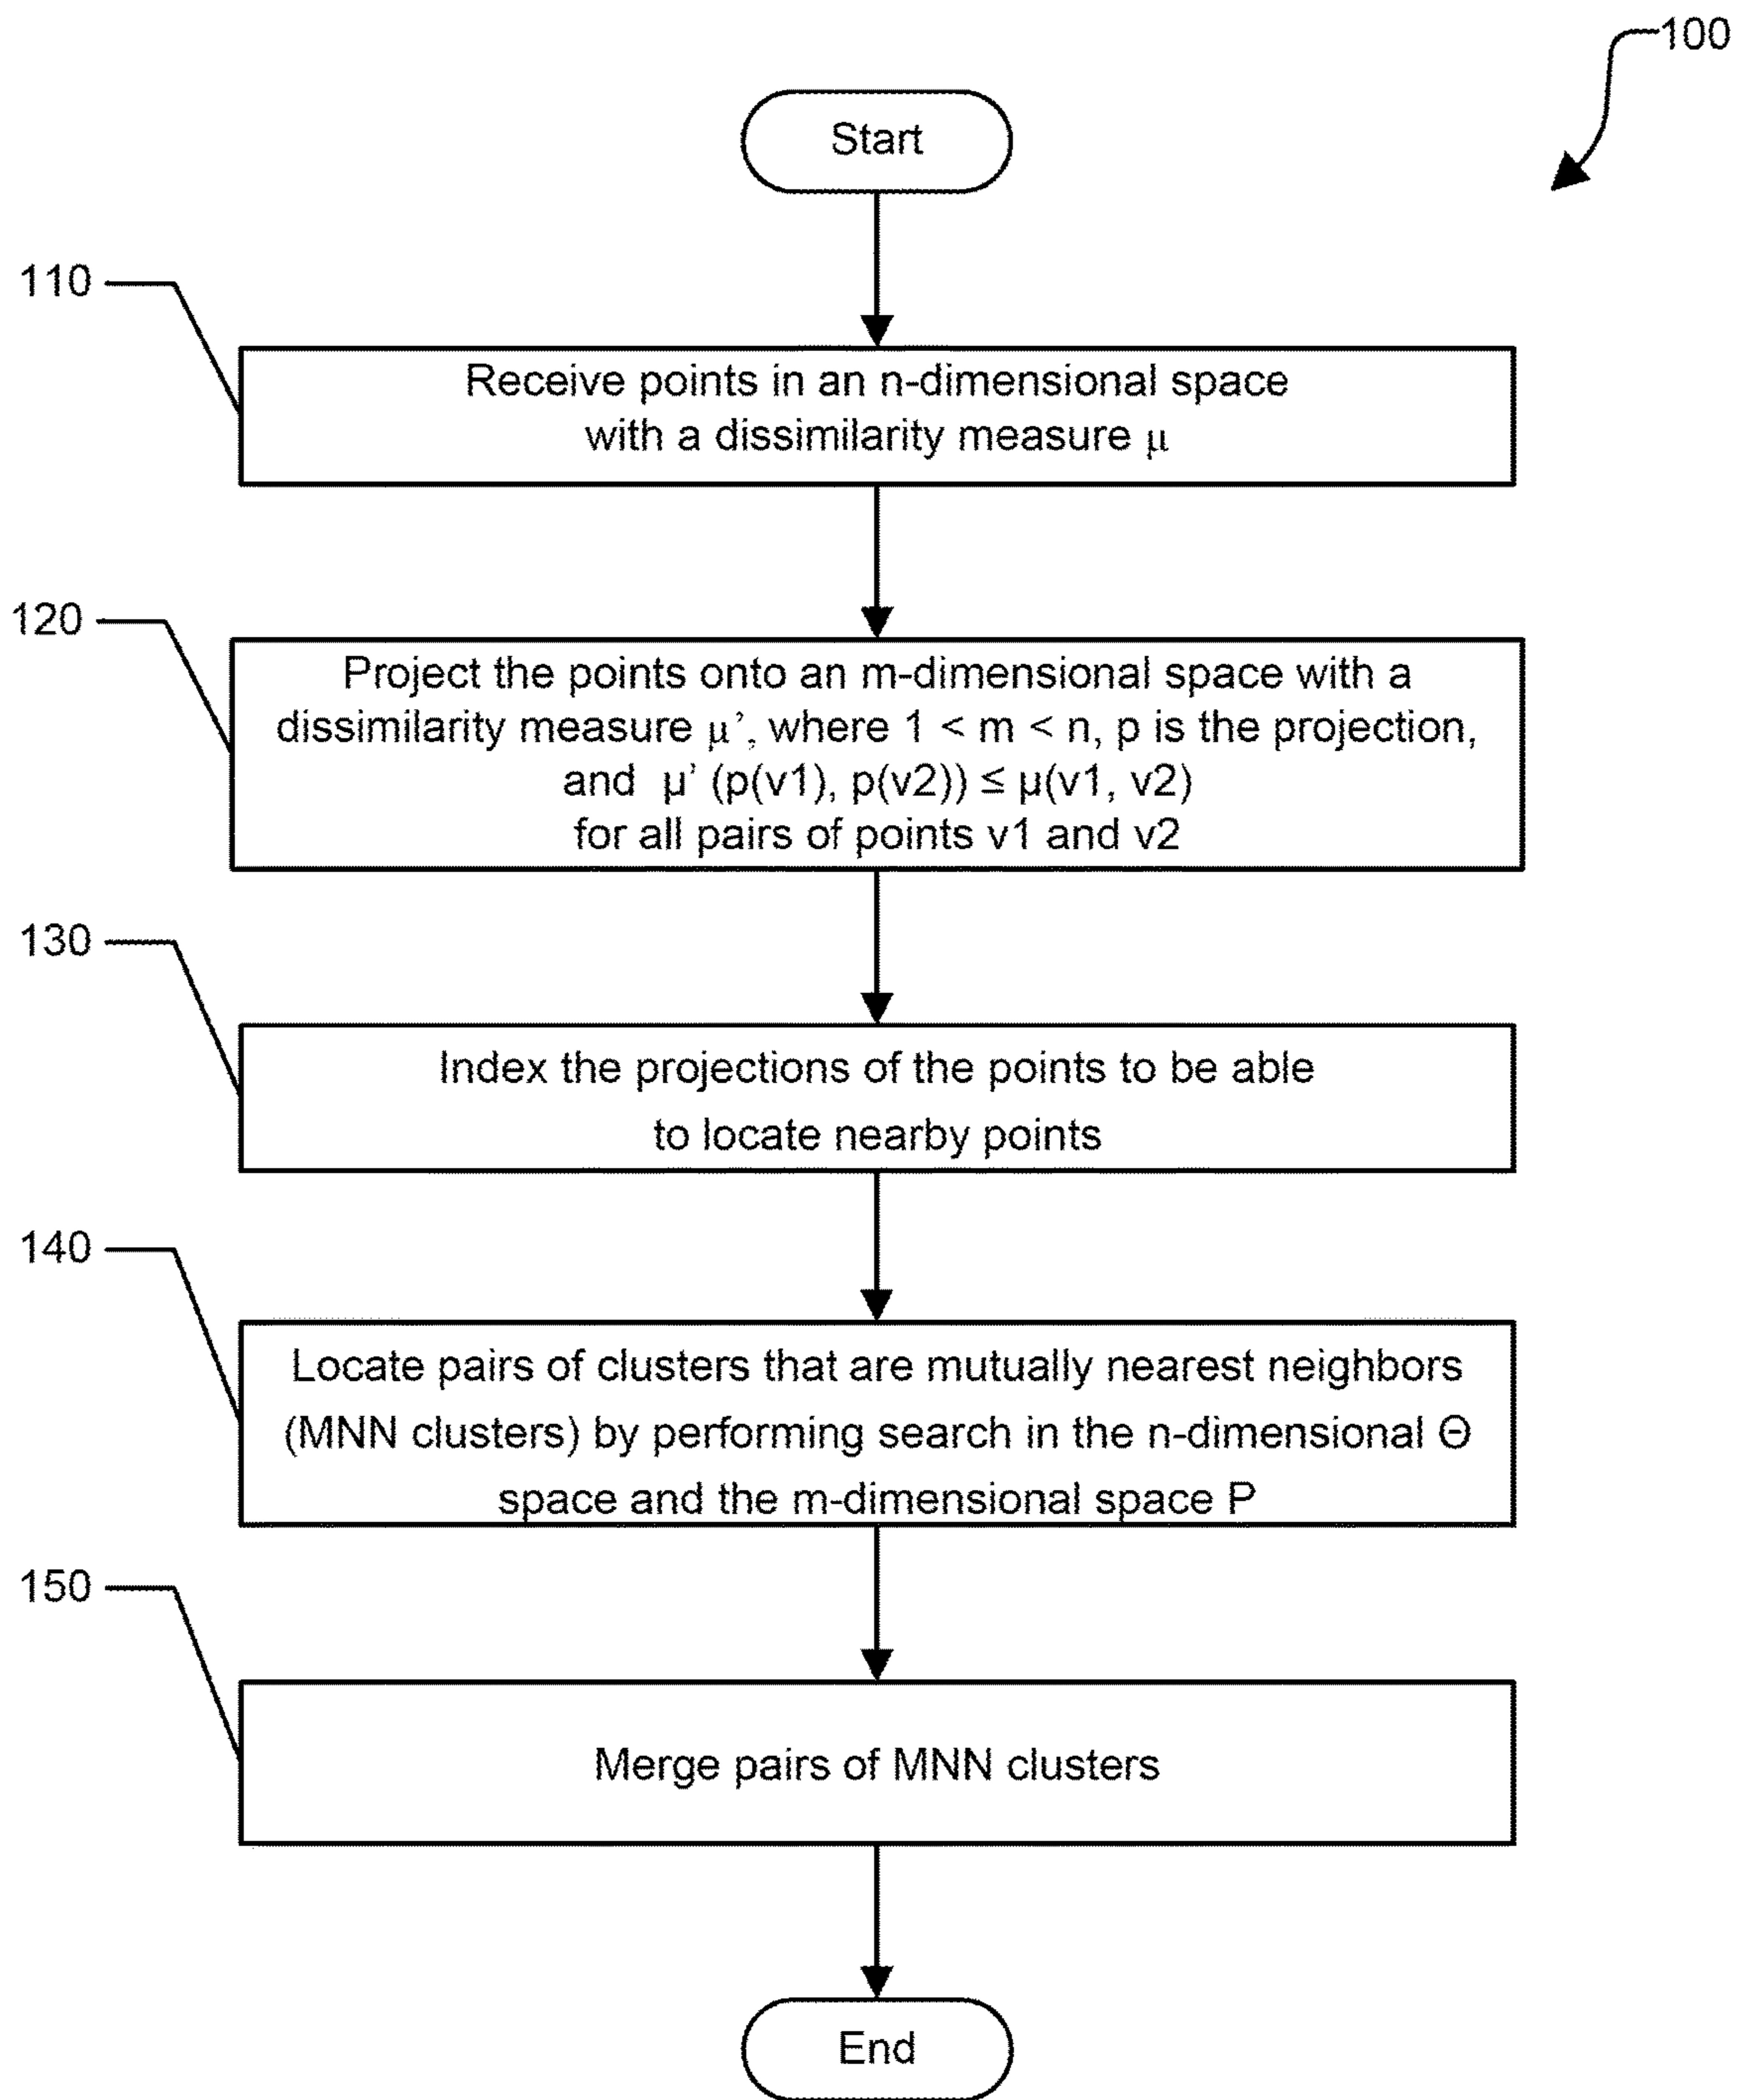 100
Start
110
Receive points in an n-dimensional space
with a dissimilarity measure μ
120
Project the points onto an m-dimensional space with a
dissimilarity measure μ’, where 1 < m < n, p is the projection,
and μ’ (p(v1), p(v2)) ≤ μ(v1, v2)
for all pairs of points v1 and v2
130
Index the projections of the points to be able
to locate nearby points
140
Locate pairs of clusters that are mutually nearest neighbors
(MNN clusters) by performing search in the n-dimensional Θ
space and the m-dimensional space P
150
Merge pairs of MNN clusters
End